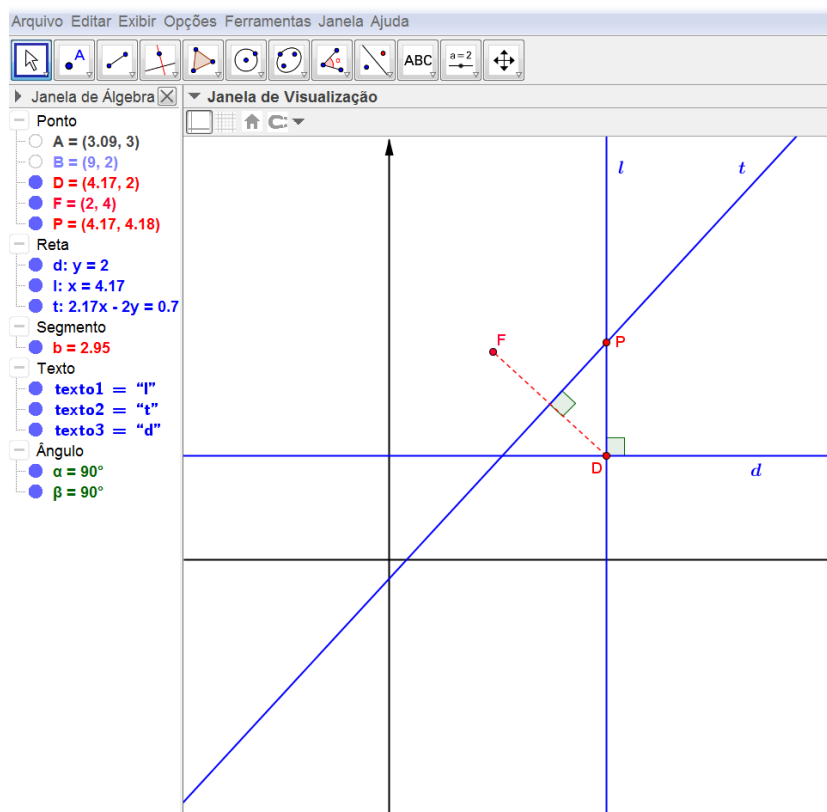 Arquivo Editar Exibir Opções Ferramentas Janela Ajuda
A
ABC
a=2
Janela de Álgebra
Janela de Visualização
Ponto
A = (3.09, 3)
B = (9, 2)
D = (4.17, 2)
F = (2, 4)
P = (4.17, 4.18)
Reta
d: y = 2
l: x = 4.17
t: 2.17x - 2y = 0.7
Segmento
b = 2.95
Texto
texto1 = “l”
texto2 = “t”
texto3 = “d”
Ângulo
α = 90°
β = 90°
l
t
F
P
D
d